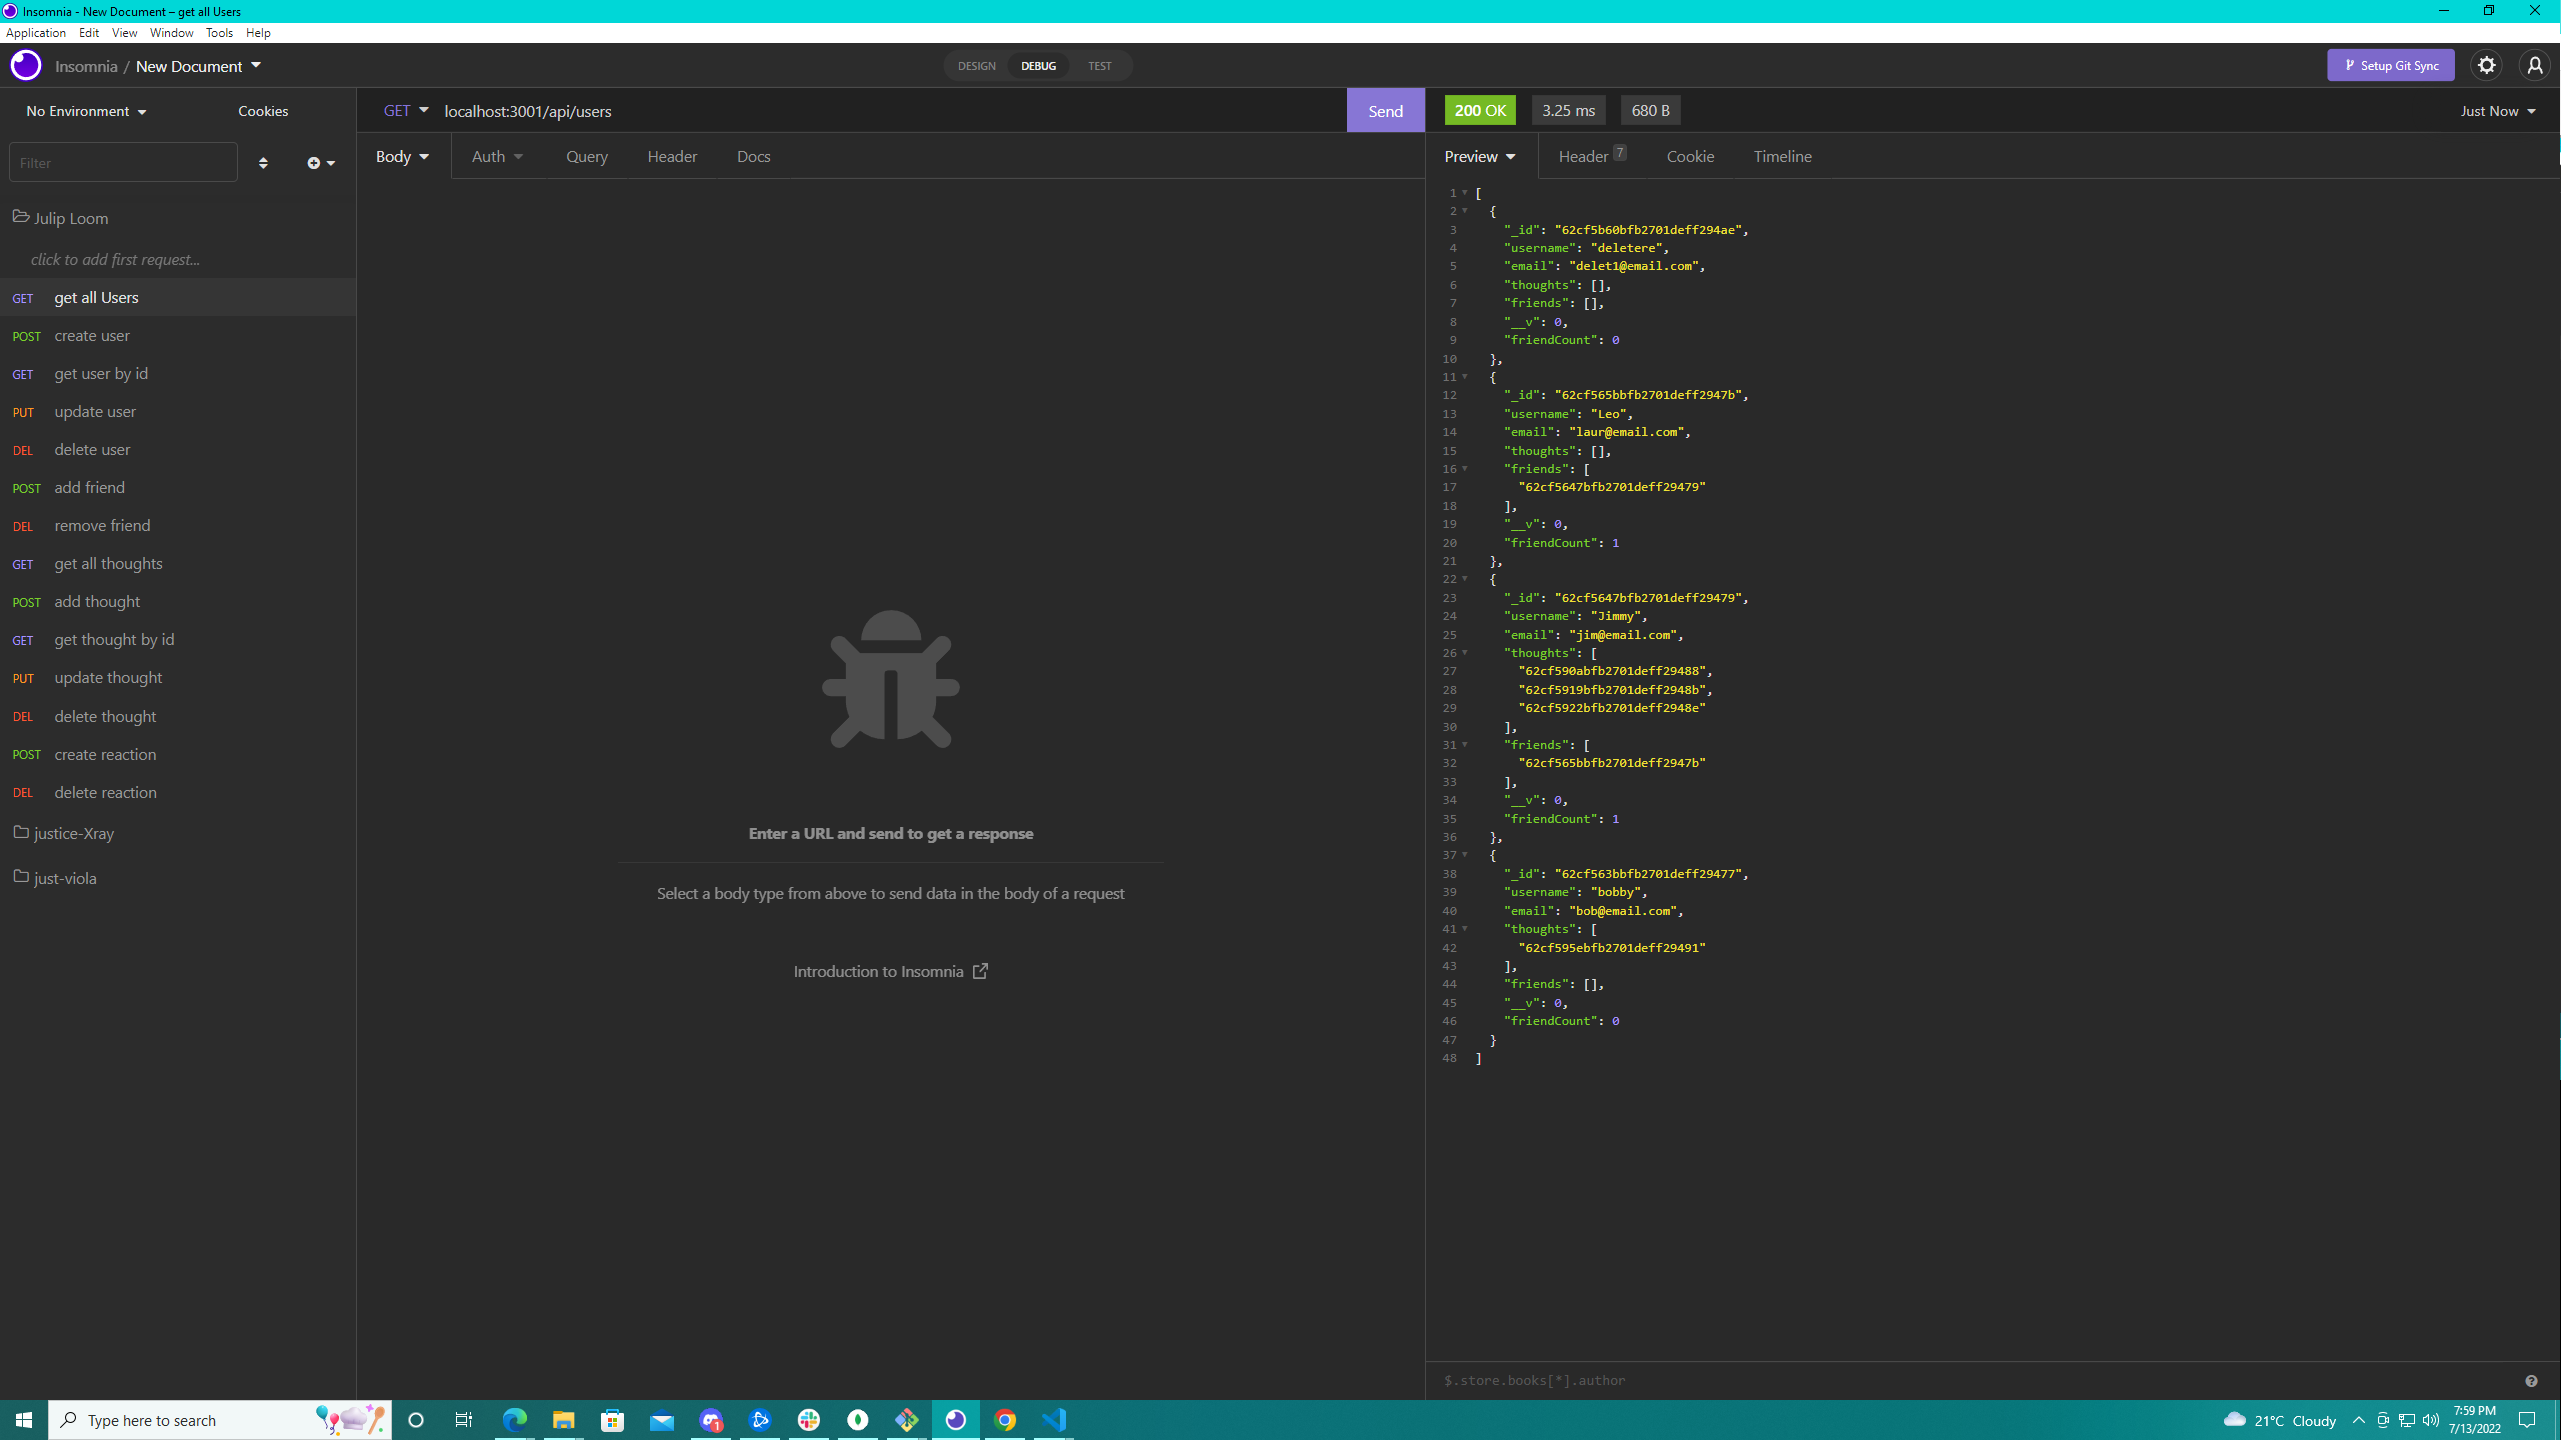 Insomnia - New Document – get all Users
Application Edit View Window Tools Help
Insomnia / New Document
DESIGN DEBUG TEST
Setup Git Sync
No Environment Cookies
GET localhost:3001/api/users Send
200 OK 3.25 ms 680 B Just Now
Filter
Body Auth Query Header Docs
Preview Header 7 Cookie Timeline
Julip Loom
click to add first request...
GET get all Users
POST create user
GET get user by id
PUT update user
DEL delete user
POST add friend
DEL remove friend
GET get all thoughts
POST add thought
GET get thought by id
PUT update thought
DEL delete thought
POST create reaction
DEL delete reaction
justice-Xray
just-viola
Enter a URL and send to get a response
Select a body type from above to send data in the body of a request
Introduction to Insomnia
1 [
2 {
3 "_id": "62cf5b60bfb2701deff294ae",
4 "username": "deletere",
5 "email": "delet1@email.com",
6 "thoughts": [],
7 "friends": [],
8 "__v": 0,
9 "friendCount": 0
10 },
11 {
12 "_id": "62cf565bbfb2701deff2947b",
13 "username": "Leo",
14 "email": "laur@email.com",
15 "thoughts": [],
16 "friends": [
17 "62cf5647bfb2701deff29479"
18 ],
19 "__v": 0,
20 "friendCount": 1
21 },
22 {
23 "_id": "62cf5647bfb2701deff29479",
24 "username": "Jimmy",
25 "email": "jim@email.com",
26 "thoughts": [
27 "62cf590abfb2701deff29488",
28 "62cf5919bfb2701deff2948b",
29 "62cf5922bfb2701deff2948e"
30 ],
31 "friends": [
32 "62cf565bbfb2701deff2947b"
33 ],
34 "__v": 0,
35 "friendCount": 1
36 },
37 {
38 "_id": "62cf563bbfb2701deff29477",
39 "username": "bobby",
40 "email": "bob@email.com",
41 "thoughts": [
42 "62cf595ebfb2701deff29491"
43 ],
44 "friends": [],
45 "__v": 0,
46 "friendCount": 0
47 }
48 ]
$.store.books[*].author
Type here to search
1
21°C Cloudy
7:59 PM
7/13/2022